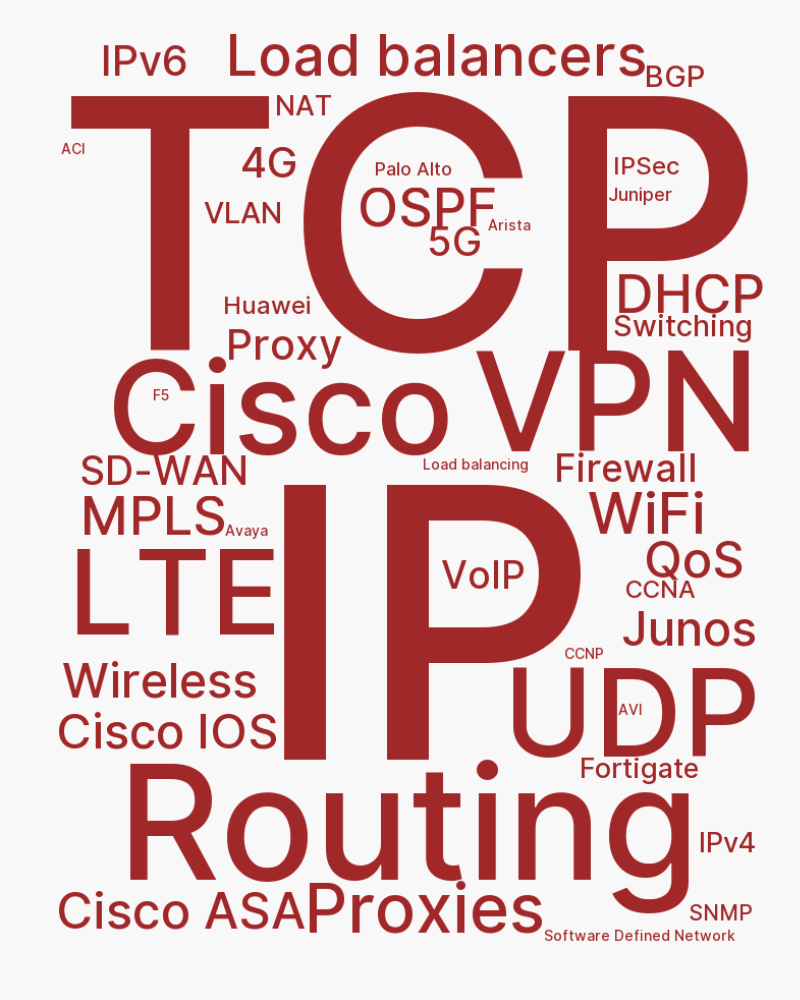 IPv6
Load balancers
BGP
TCP
NAT
ACI
4G
Palo Alto
IPSec
Juniper
VLAN
OSPF
Arista
5G
DHCP
Huawei
Switching
Proxy
Cisco
F5
VPN
SD-WAN
Load balancing
Firewall
MPLS
Avaya
IP
WiFi
QoS
LTE
VoIP
CCNA
Junos
CCNP
Wireless
UDP
AVI
Cisco IOS
Fortigate
Routing
IPv4
Cisco ASA
Proxies
SNMP
Software Defined Network